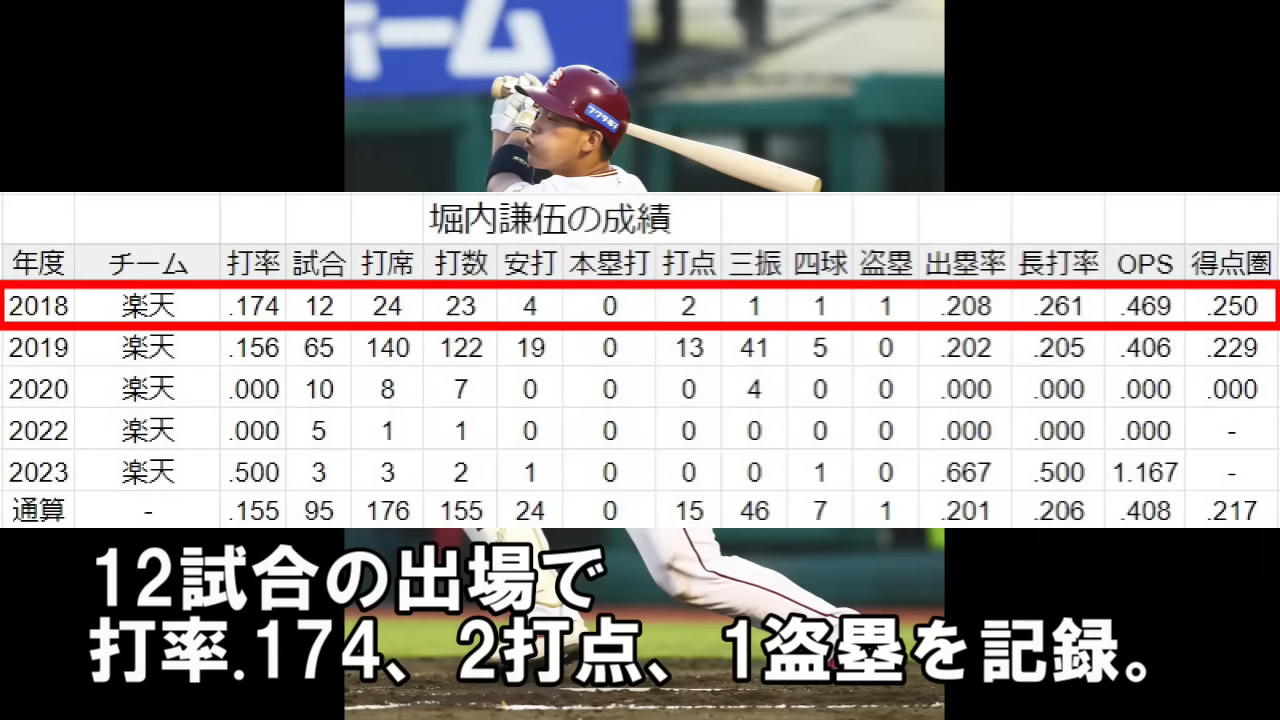 ーム
フクダ電子
堀内謙伍の成績
年度 チーム 打率 試合 打席 打数 安打 本塁打 打点 三振 四球 盗塁 出塁率 長打率 OPS 得点圏
2018 楽天 .174 12 24 23 4 0 2 1 1 1 .208 .261 .469 .250
2019 楽天 .156 65 140 122 19 0 13 41 5 0 .202 .205 .406 .229
2020 楽天 .000 10 8 7 0 0 0 4 0 0 .000 .000 .000 .000
2022 楽天 .000 5 1 1 0 0 0 0 0 0 .000 .000 .000 -
2023 楽天 .500 3 3 2 1 0 0 0 1 0 .667 .500 1.167 -
通算 - .155 95 176 155 24 0 15 46 7 1 .201 .206 .408 .217
12試合の出場で
打率.174、2打点、1盗塁を記録。